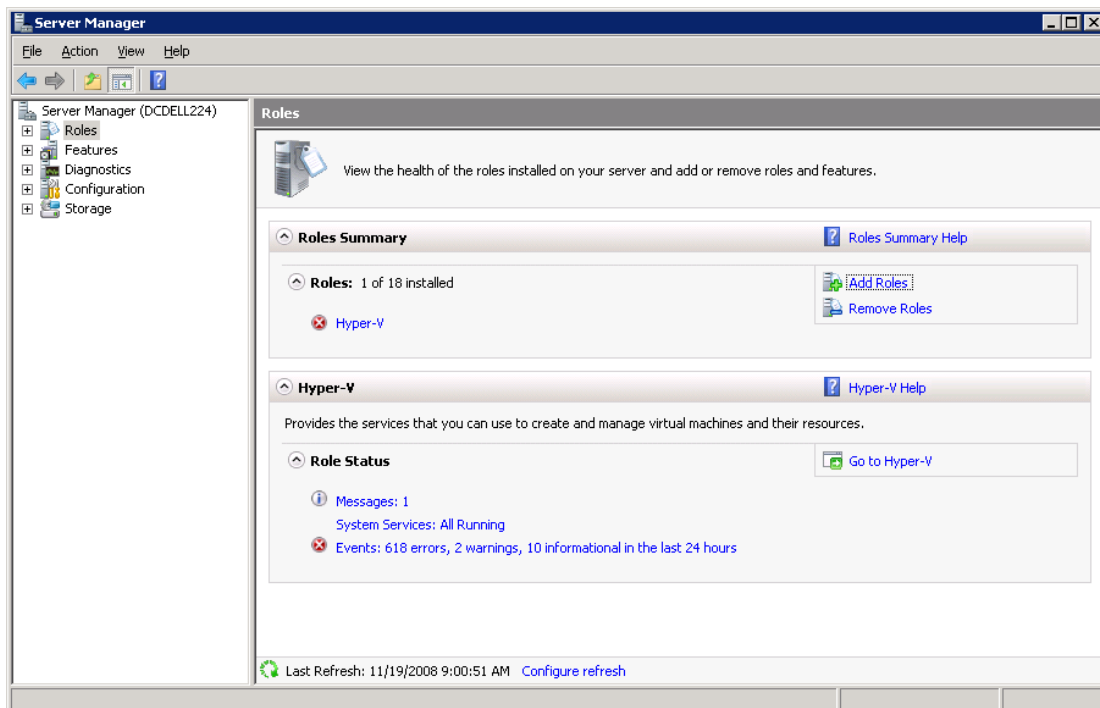 Server Manager
File Action View Help
Server Manager (DCDELL224)
Roles
Features
Diagnostics
Configuration
Storage
Roles
View the health of the roles installed on your server and add or remove roles and features.
Roles Summary
Roles Summary Help
Roles: 1 of 18 installed
Add Roles
Remove Roles
Hyper-V
Hyper-V
Hyper-V Help
Provides the services that you can use to create and manage virtual machines and their resources.
Role Status
Go to Hyper-V
Messages: 1
System Services: All Running
Events: 618 errors, 2 warnings, 10 informational in the last 24 hours
Last Refresh: 11/19/2008 9:00:51 AM Configure refresh